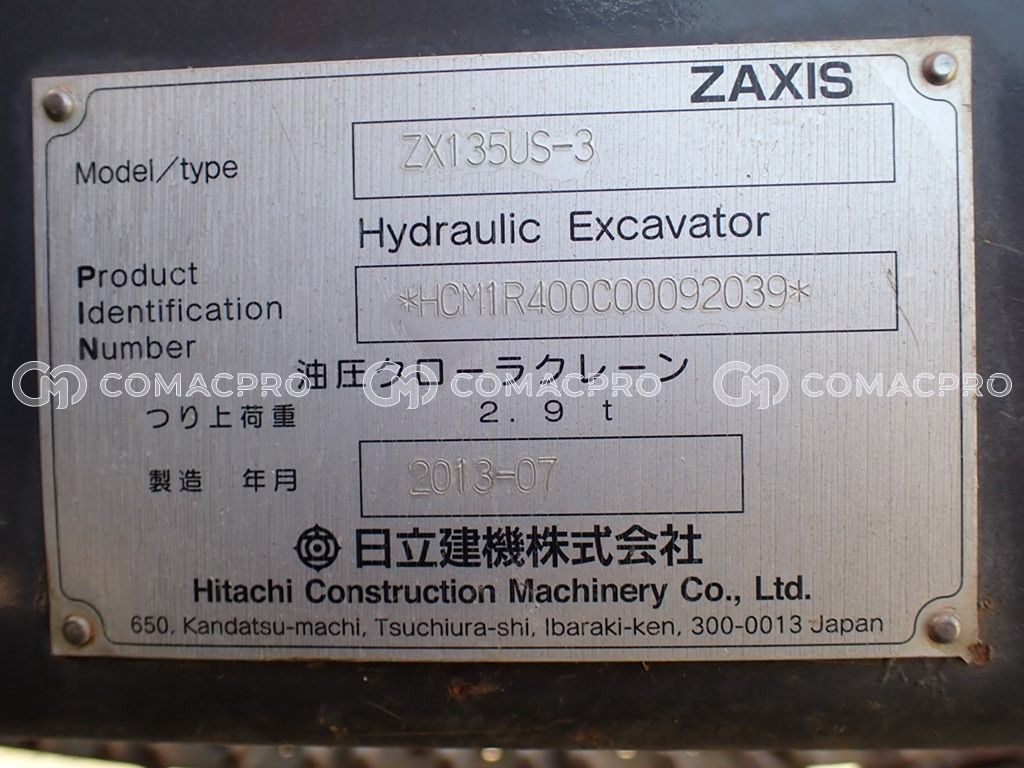 ZAXIS
Model/type ZX135US-3
Hydraulic Excavator
Product
Identification
Number
*HCM1R400C00092039*
油圧クローラクレーン
COMACPRO COMACPRO COMACPRO
つり上荷重 2.9 t
製造 年月 2013-07
日立建機株式会社
Hitachi Construction Machinery Co., Ltd.
650, Kandatsu-machi, Tsuchiura-shi, Ibaraki-ken, 300-0013 Japan